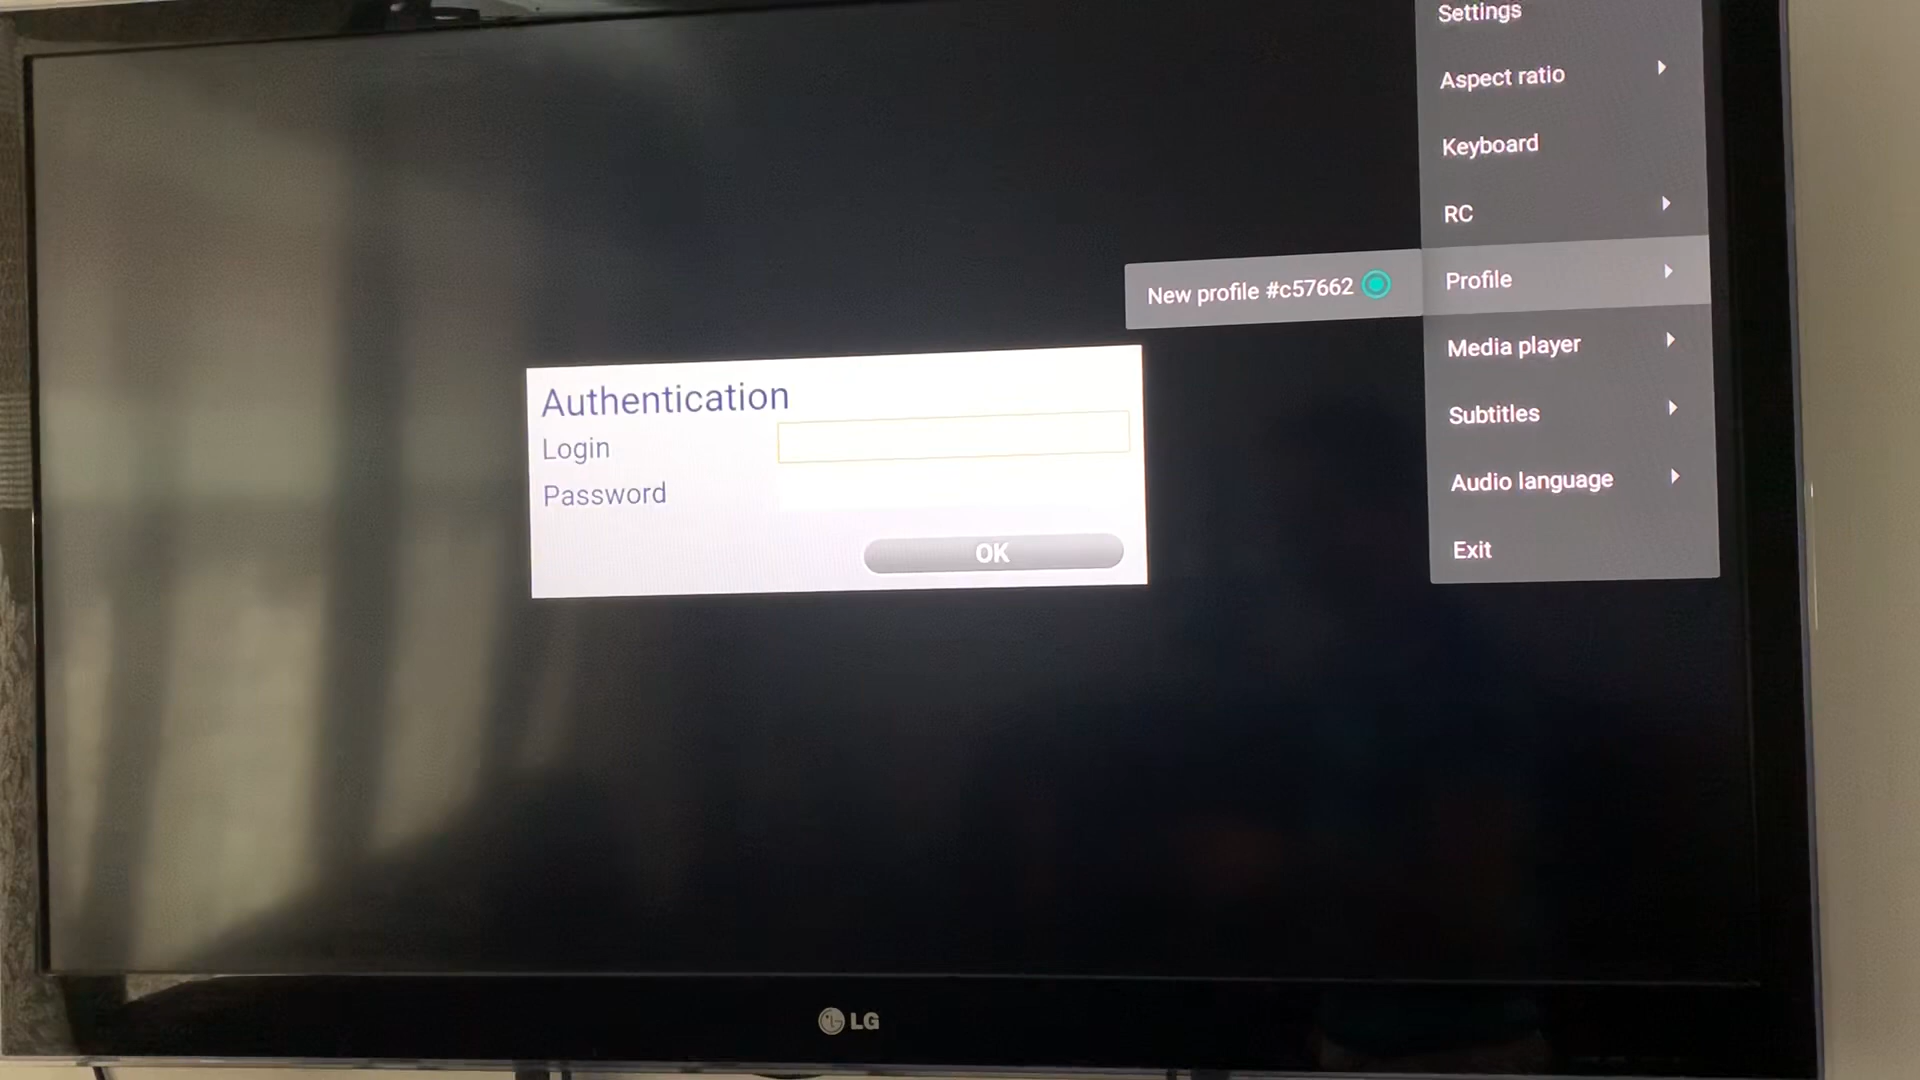 Settings
Aspect ratio
Keyboard
RC
New profile #c57662
Profile
Media player
Subtitles
Audio language
Exit
Authentication
Login
Password
OK
LG